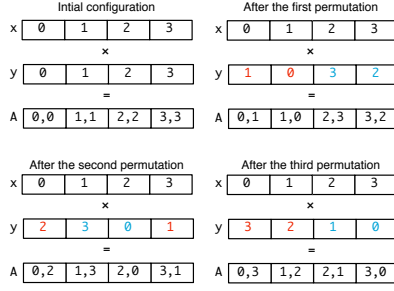 Intial configuration
x 0 1 2 3
×
y 0 1 2 3
=
A 0,0 1,1 2,2 3,3
After the first permutation
x 0 1 2 3
×
y 1 0 3 2
=
A 0,1 1,0 2,3 3,2
After the second permutation
x 0 1 2 3
×
y 2 3 0 1
=
A 0,2 1,3 2,0 3,1
After the third permutation
x 0 1 2 3
×
y 3 2 1 0
=
A 0,3 1,2 2,1 3,0